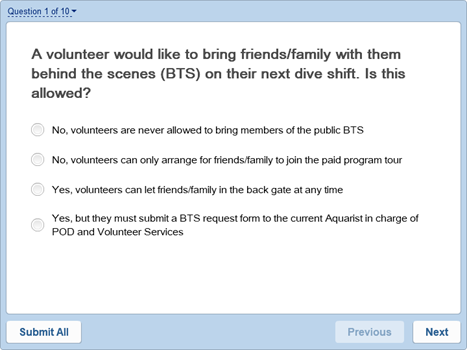 Question 1 of 10
A volunteer would like to bring friends/family with them
behind the scenes (BTS) on their next dive shift. Is this
allowed?
No, volunteers are never allowed to bring members of the public BTS
No, volunteers can only arrange for friends/family to join the paid program tour
Yes, volunteers can let friends/family in the back gate at any time
Yes, but they must submit a BTS request form to the current Aquarist in charge of
POD and Volunteer Services
Submit All
Previous
Next